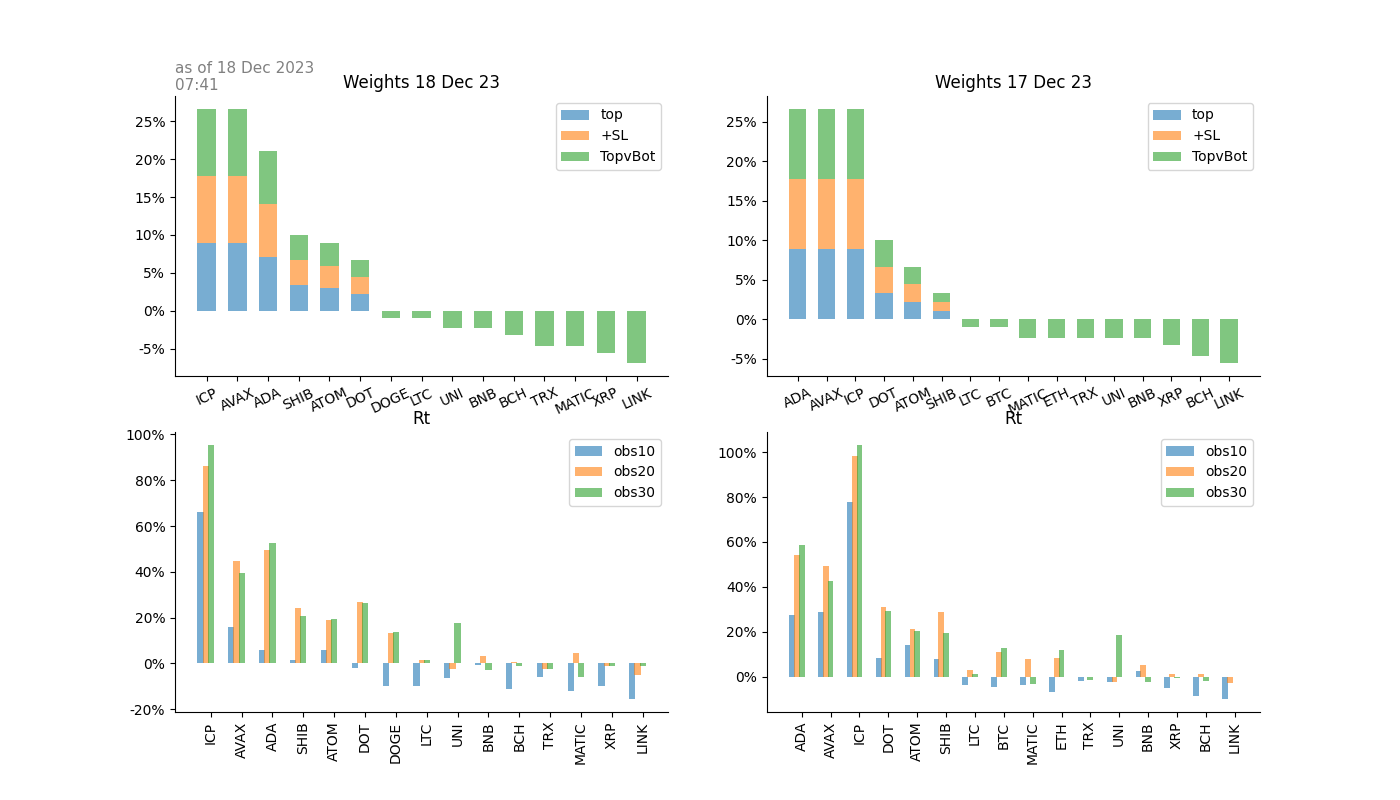 as of 18 Dec 2023
07:41
Weights 18 Dec 23
25%
20%
15%
10%
5%
0%
-5%
top
+SL
TopvBot
ICP AVAX ADA SHIB ATOM DOT DOGE LTC UNI BNB BCH TRX MATIC XRP LINK
Weights 17 Dec 23
25%
20%
15%
10%
5%
0%
-5%
top
+SL
TopvBot
ADA AVAX ICP DOT ATOM SHIB LTC BTC MATIC ETH TRX UNI BNB XRP BCH LINK
Rt
100%
80%
60%
40%
20%
0%
-20%
obs10
obs20
obs30
ICP AVAX ADA SHIB ATOM DOT DOGE LTC UNI BNB BCH TRX MATIC XRP LINK
Rt
100%
80%
60%
40%
20%
0%
obs10
obs20
obs30
ADA AVAX ICP DOT ATOM SHIB LTC BTC MATIC ETH TRX UNI BNB XRP BCH LINK